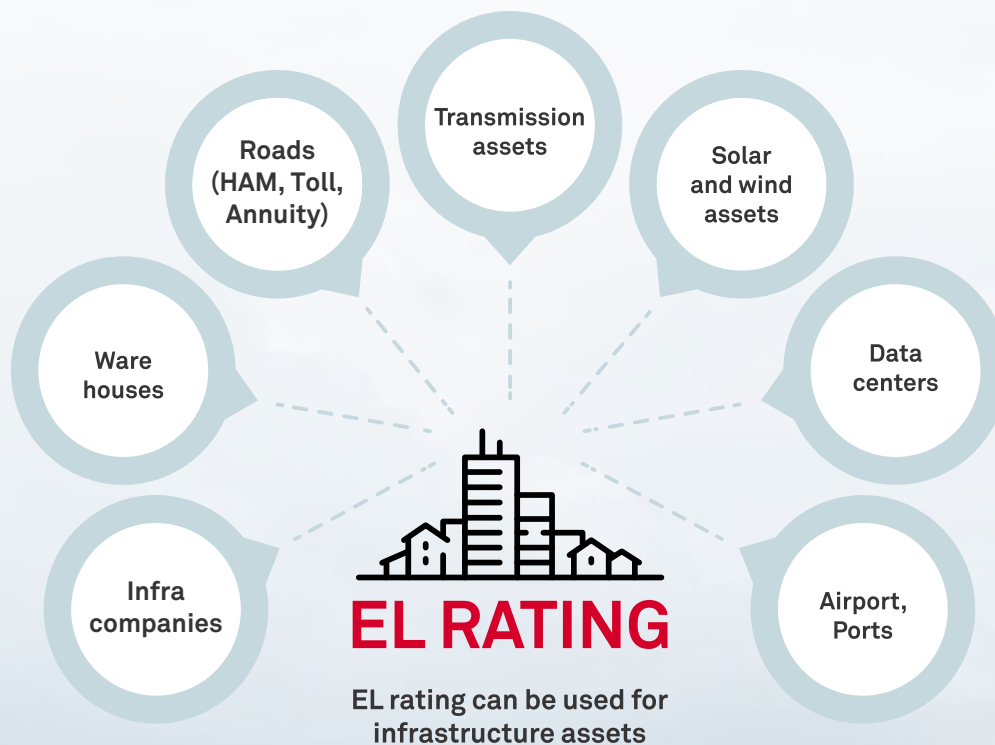 Transmission
assets
Roads
(HAM, Toll,
Annuity)
Solar
and wind
assets
Ware
houses
Data
centers
Infra
companies
Airport,
Ports
EL RATING
EL rating can be used for
infrastructure assets